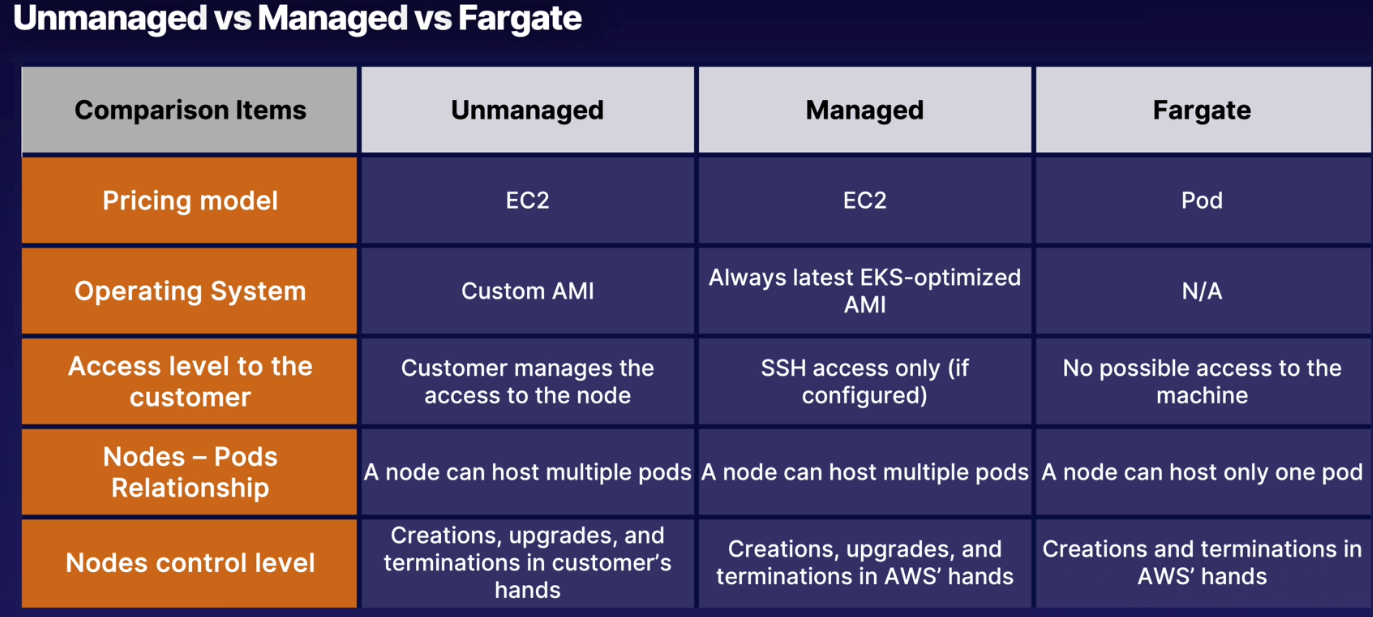 Unmanaged vs Managed vs Fargate
Comparison Items
Unmanaged
Managed
Fargate
Pricing model
EC2
EC2
Pod
Operating System
Custom AMI
Always latest EKS-optimized
AMI
N/A
Access level to the
customer
Customer manages the
access to the node
SSH access only (if
configured)
No possible access to the
machine
Nodes – Pods
Relationship
A node can host multiple pods
A node can host multiple pods
A node can host only one pod
Nodes control level
Creations, upgrades, and
terminations in customer's
hands
Creations, upgrades, and
terminations in AWS' hands
Creations and terminations in
AWS' hands